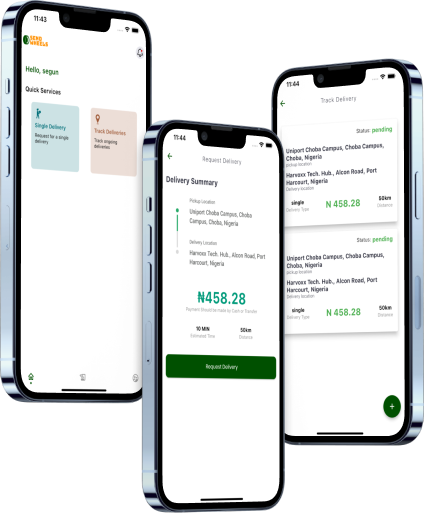 11:43
SEND
WHEELS
Hello, segun
Quick Services
Single Delivery
Request for a single
delivery
Track Deliveries
Track ongoing
deliveries
11:44
Request Delivery
Delivery Summary
Pickup Location
Uniport Choba Campus, Choba
Campus, Choba, Nigeria
Delivery Location
Harvoxx Tech. Hub., Alcon Road, Port
Harcourt, Nigeria
₦458.28
Payment Should be made by Cash or Transfer
10 MIN
Estimated Time
50km
Distance
Request Delivery
11:44
Track Delivery
Status: pending
Uniport Choba Campus, Choba Campus,
Choba, Nigeria
pickup location
Harvoxx Tech. Hub., Alcon Road, Port
Harcourt, Nigeria
Delivery location
single
Delivery Type
N 458.28
50km
Distance
Status: pending
Uniport Choba Campus, Choba Campus,
Choba, Nigeria
pickup location
Harvoxx Tech. Hub., Alcon Road, Port
Harcourt, Nigeria
Delivery location
single
Delivery Type
N 458.28
50km
Distance
+